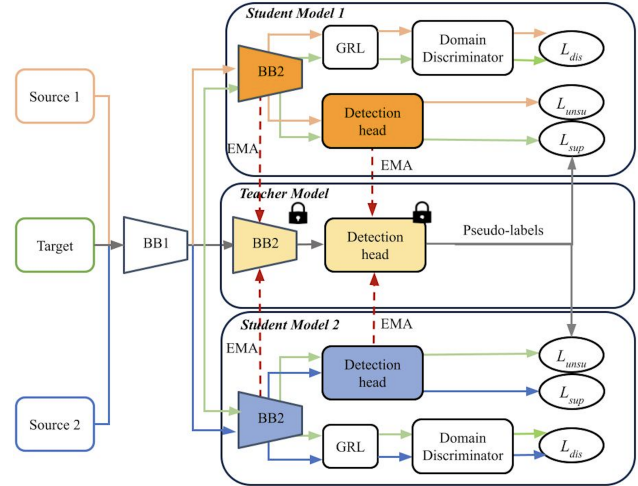 Student Model 1
BB2
GRL
Domain
Discriminator
L_dis
Source 1
Detection
head
L_unsu
L_sup
EMA
EMA
Teacher Model
Target
BB1
BB2
Detection
head
Pseudo-labels
Student Model 2
EMA
EMA
Detection
head
L_unsu
L_sup
Source 2
BB2
GRL
Domain
Discriminator
L_dis